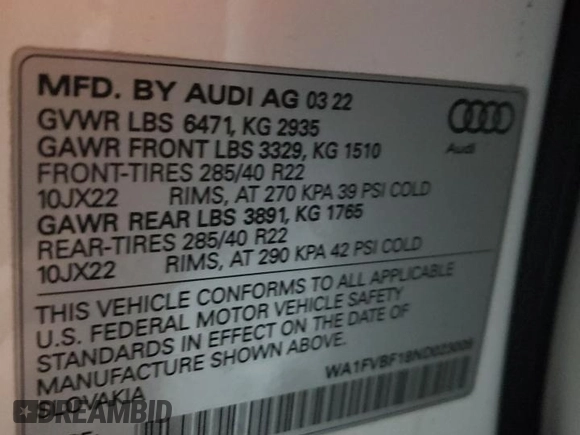 MFD. BY AUDI AG 03 22
GVWR LBS 6471, KG 2935
GAWR FRONT LBS 3329, KG 1510
FRONT-TIRES 285/40 R22
10JX22 RIMS, AT 270 KPA 39 PSI COLD
GAWR REAR LBS 3891, KG 1765
REAR-TIRES 285/40 R22
10JX22 RIMS, AT 290 KPA 42 PSI COLD
Audi
THIS VEHICLE CONFORMS TO ALL APPLICABLE
U.S. FEDERAL MOTOR VEHICLE SAFETY
STANDARDS IN EFFECT ON THE DATE OF
MANUFACTURE SHOWN ABOVE.
SLOVAKIA
DREAMBID